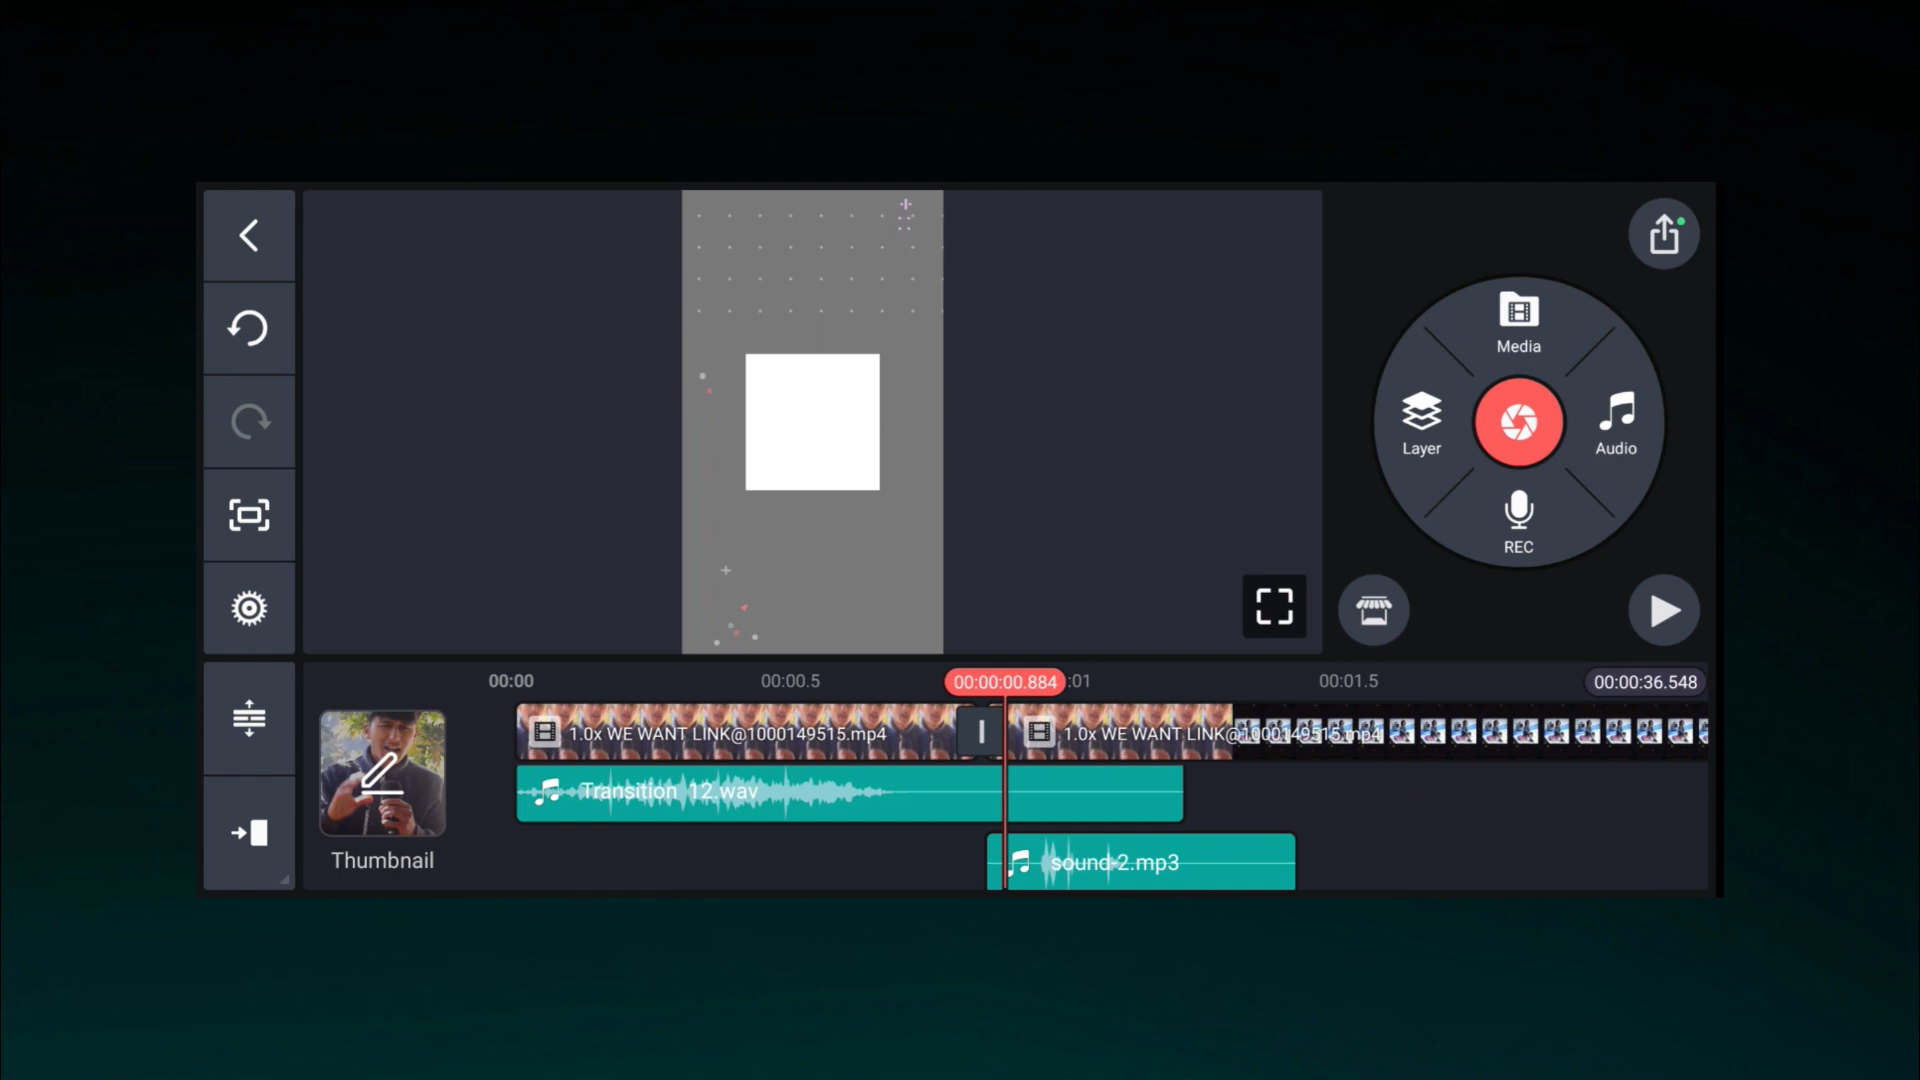 Media
Layer
Audio
REC
00:00
00:00.5
00:00:00.884
:01
00:01.5
00:00:36.548
1.0x WE WANT LINK@1000149515.mp4
1.0x WE WANT LINK@1000149515.mp4
Transition 12.wav
Thumbnail
sound-2.mp3